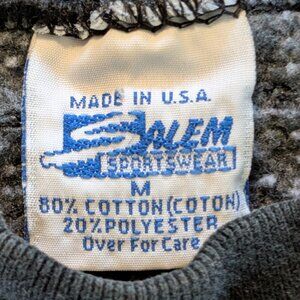 MADE IN U.S.A.
SALEM
SPORTSWEAR
M
80% COTTON (COTON)
20% POLYESTER
Over For Care